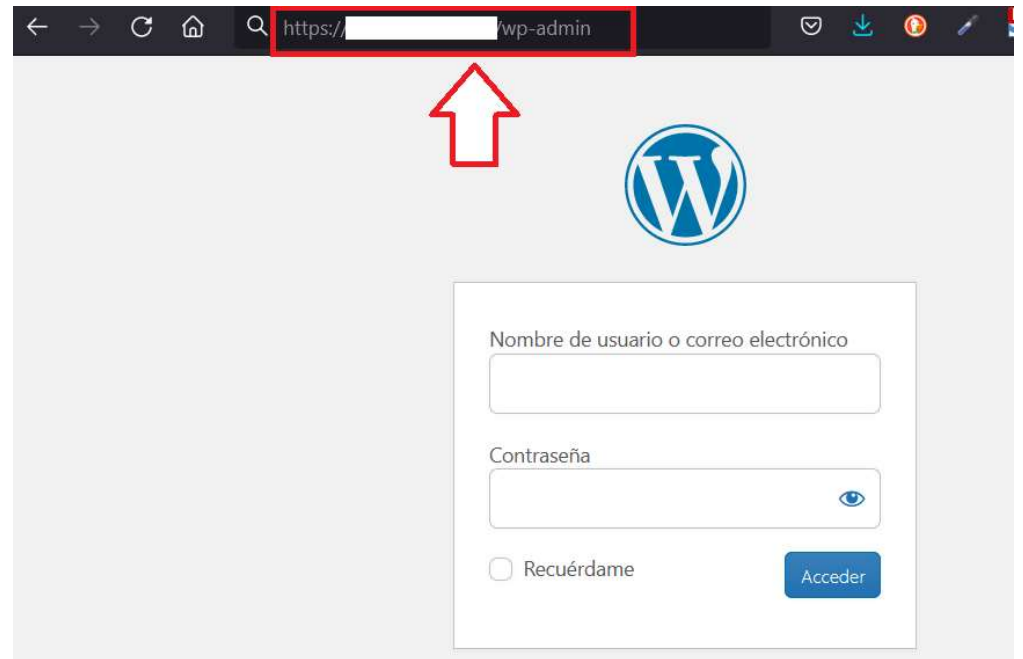 https:// /wp-admin
Nombre de usuario o correo electrónico
Contraseña
Recuérdame
Acceder